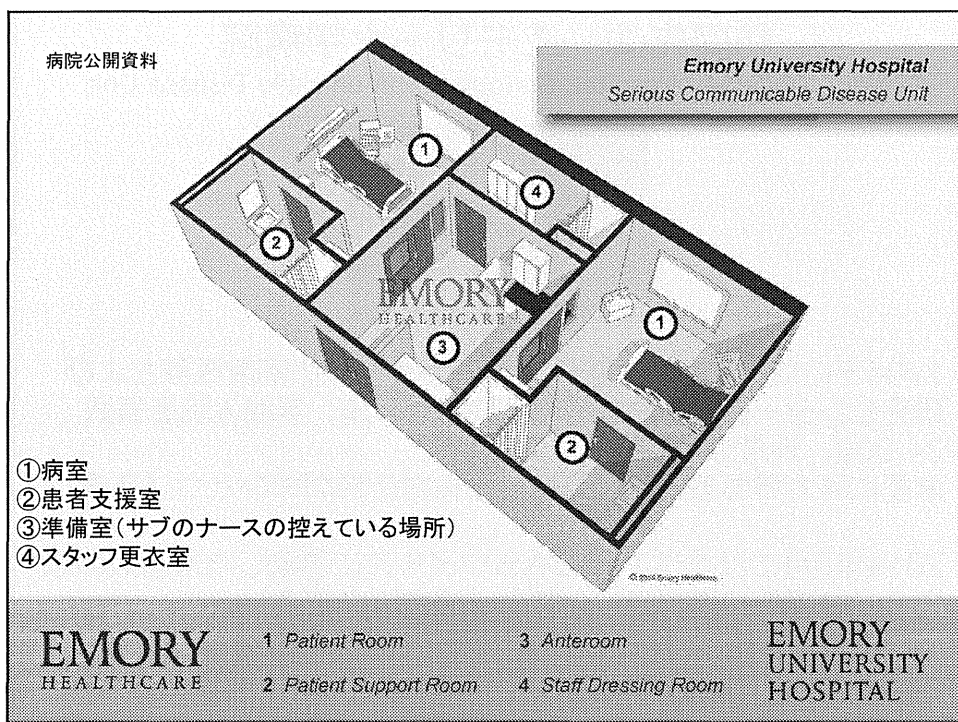 病院公開資料
Emory University Hospital
Serious Communicable Disease Unit
1
4
2
EMORY
HEALTHCARE
3
1
2
①病室
②患者支援室
③準備室(サブのナースの控えている場所)
④スタッフ更衣室
EMORY
HEALTHCARE
1 Patient Room
2 Patient Support Room
3 Anteroom
4 Staff Dressing Room
EMORY
UNIVERSITY
HOSPITAL